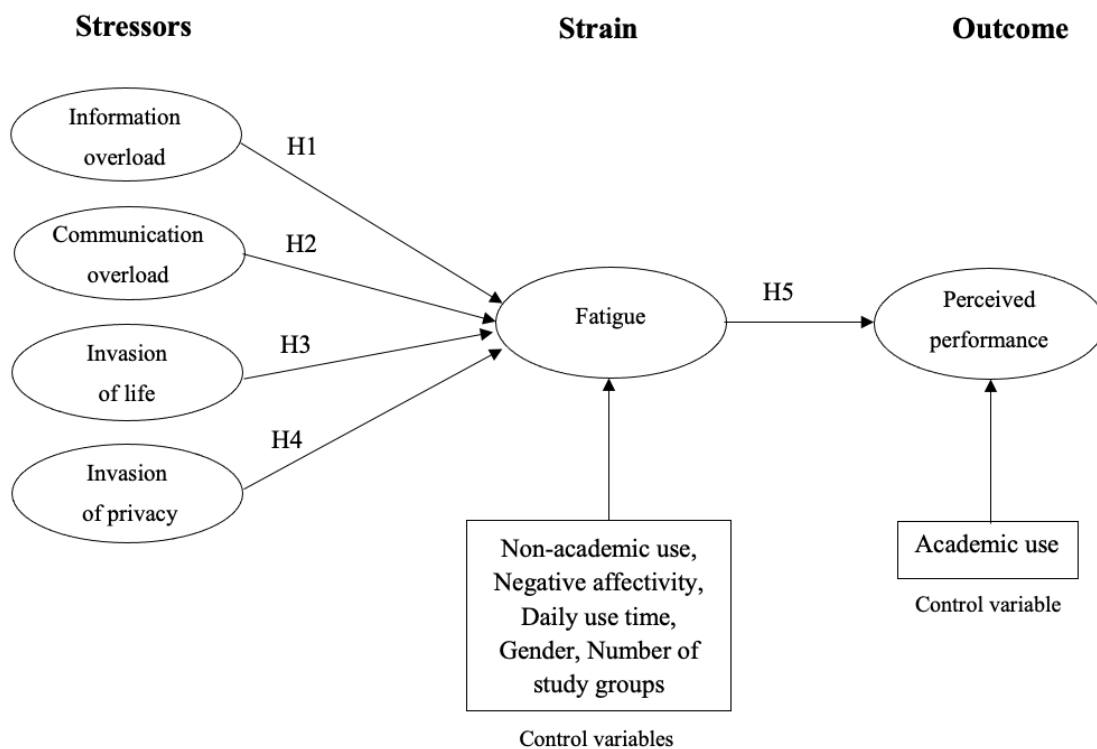 Stressors
Strain
Outcome
Information
overload
H1
Communication
overload
H2
Invasion
of life
H3
Invasion
of privacy
H4
Fatigue
H5
Perceived
performance
Non-academic use,
Negative affectivity,
Daily use time,
Gender, Number of
study groups
Control variables
Academic use
Control variable